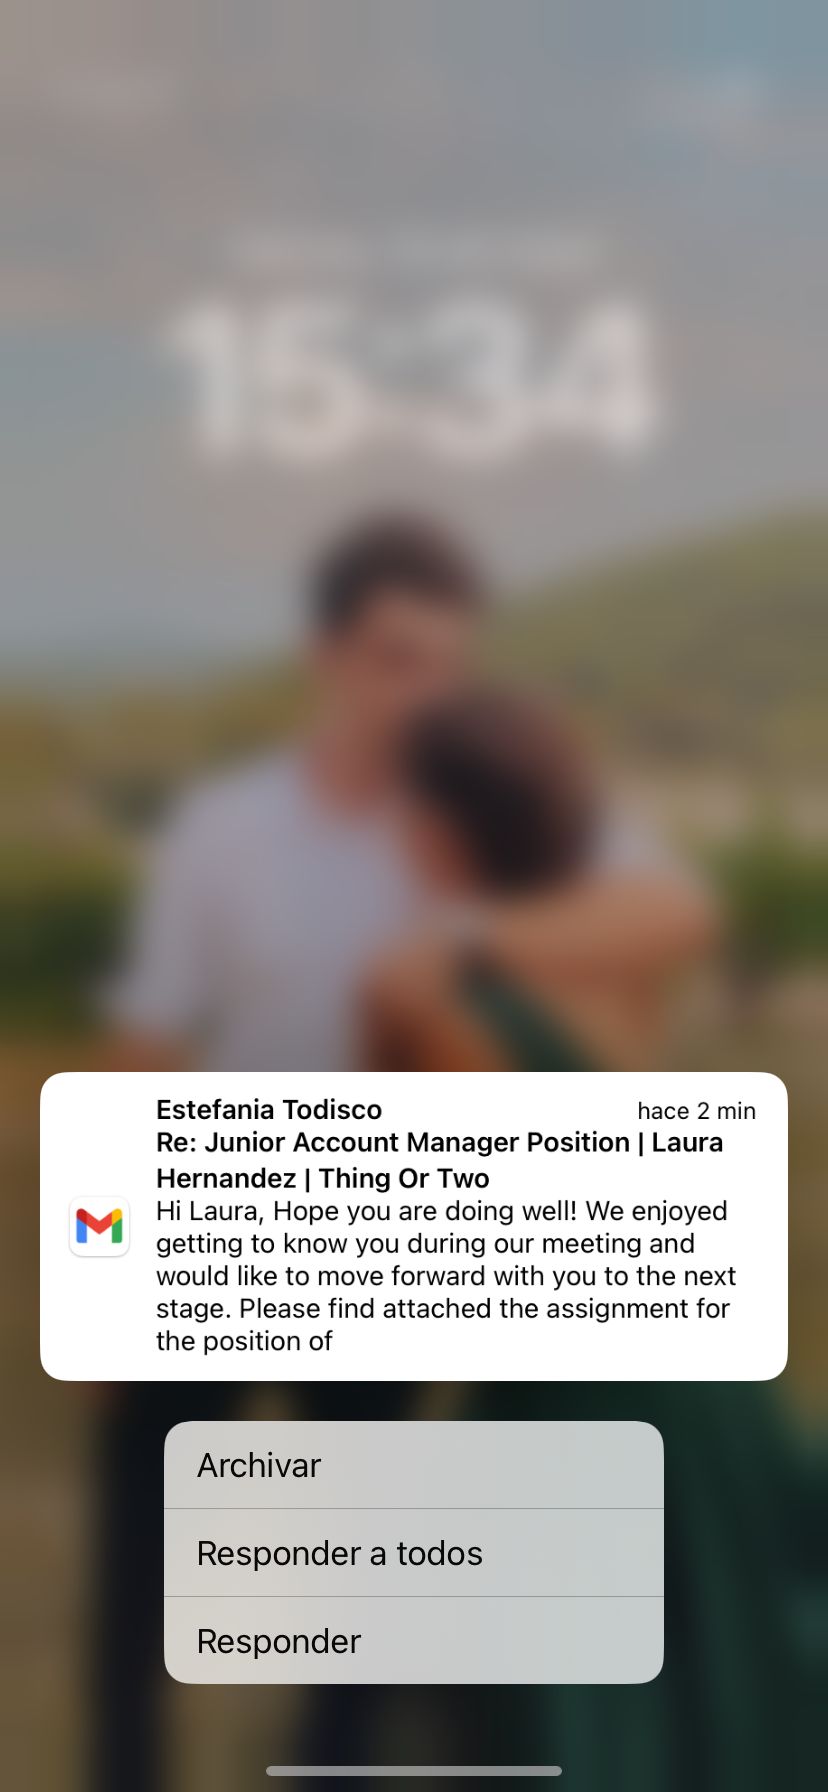 15:34
Estefania Todisco
hace 2 min
Re: Junior Account Manager Position | Laura
Hernandez | Thing Or Two
Hi Laura, Hope you are doing well! We enjoyed
getting to know you during our meeting and
would like to move forward with you to the next
stage. Please find attached the assignment for
the position of
Archivar
Responder a todos
Responder